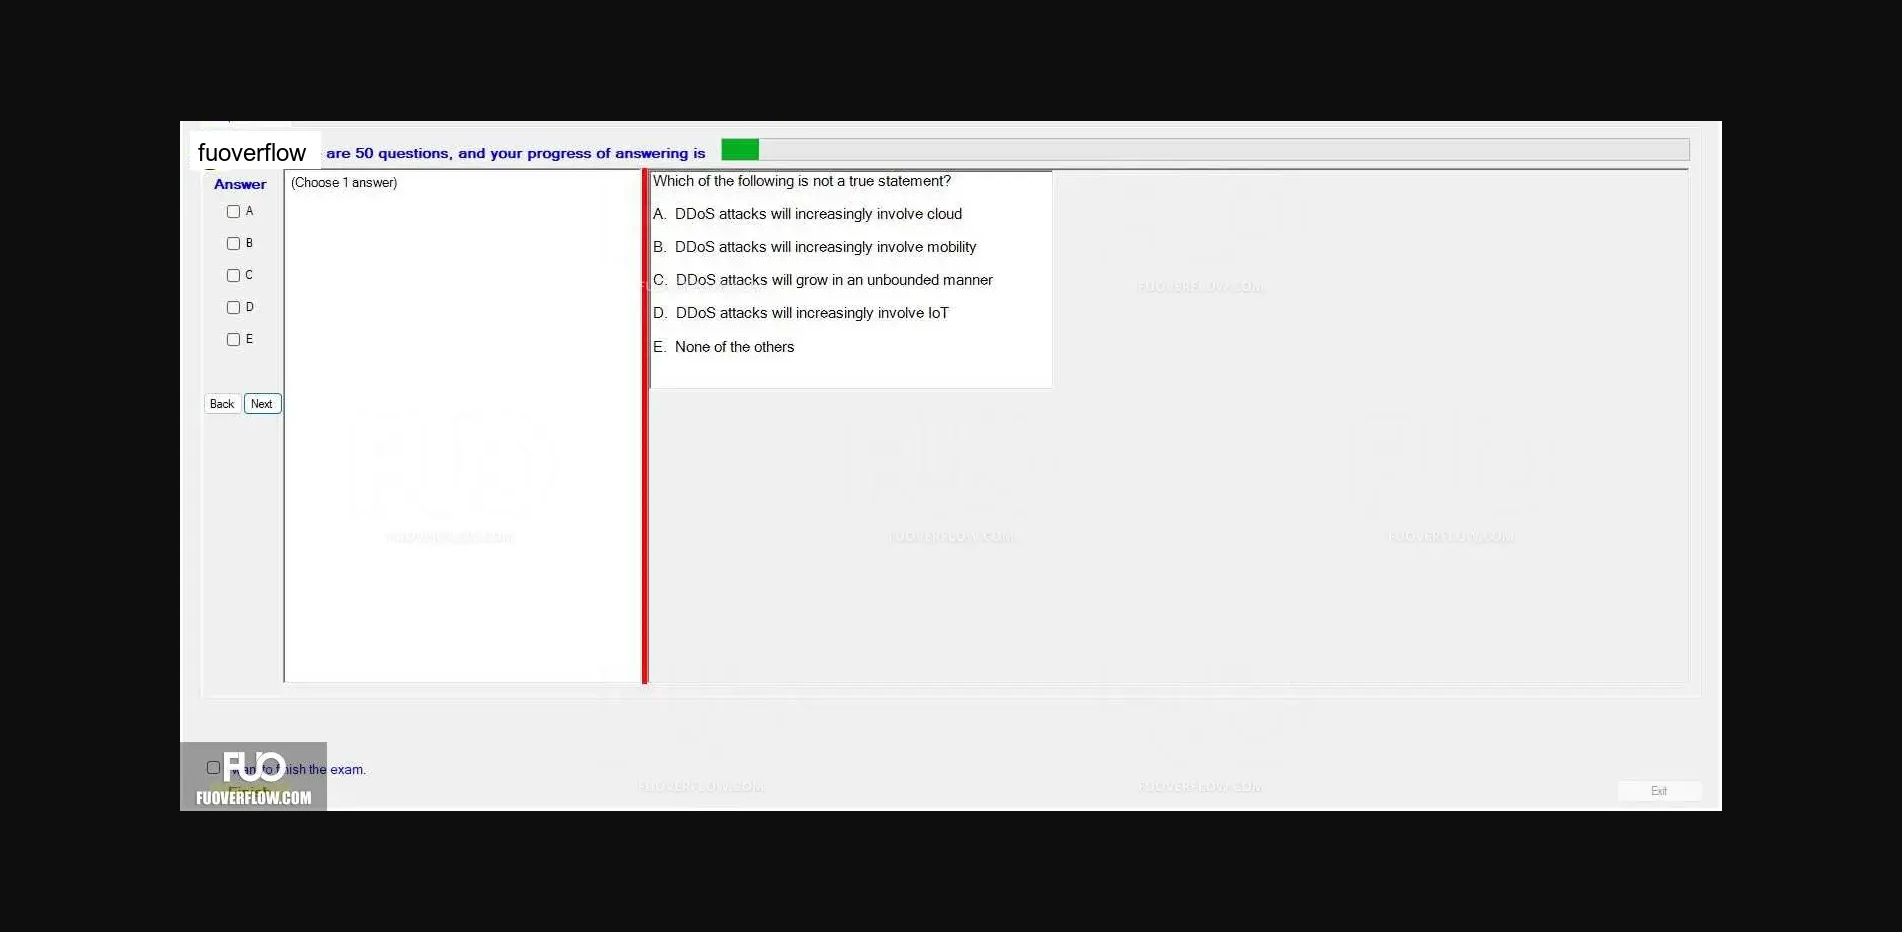 fuoverflow are 50 questions, and your progress of answering is
Answer
(Choose 1 answer)
A
B
C
D
E
Back Next
Which of the following is not a true statement?
A. DDoS attacks will increasingly involve cloud
B. DDoS attacks will increasingly involve mobility
C. DDoS attacks will grow in an unbounded manner
D. DDoS attacks will increasingly involve IoT
E. None of the others
FUOVERFLOW.COM
FUOVERFLOW.COM FUOVERFLOW.COM FUOVERFLOW.COM
want to finish the exam.
Finish
FUO
FUOVERFLOW.COM
FUOVERFLOW.COM FUOVERFLOW.COM
Exit